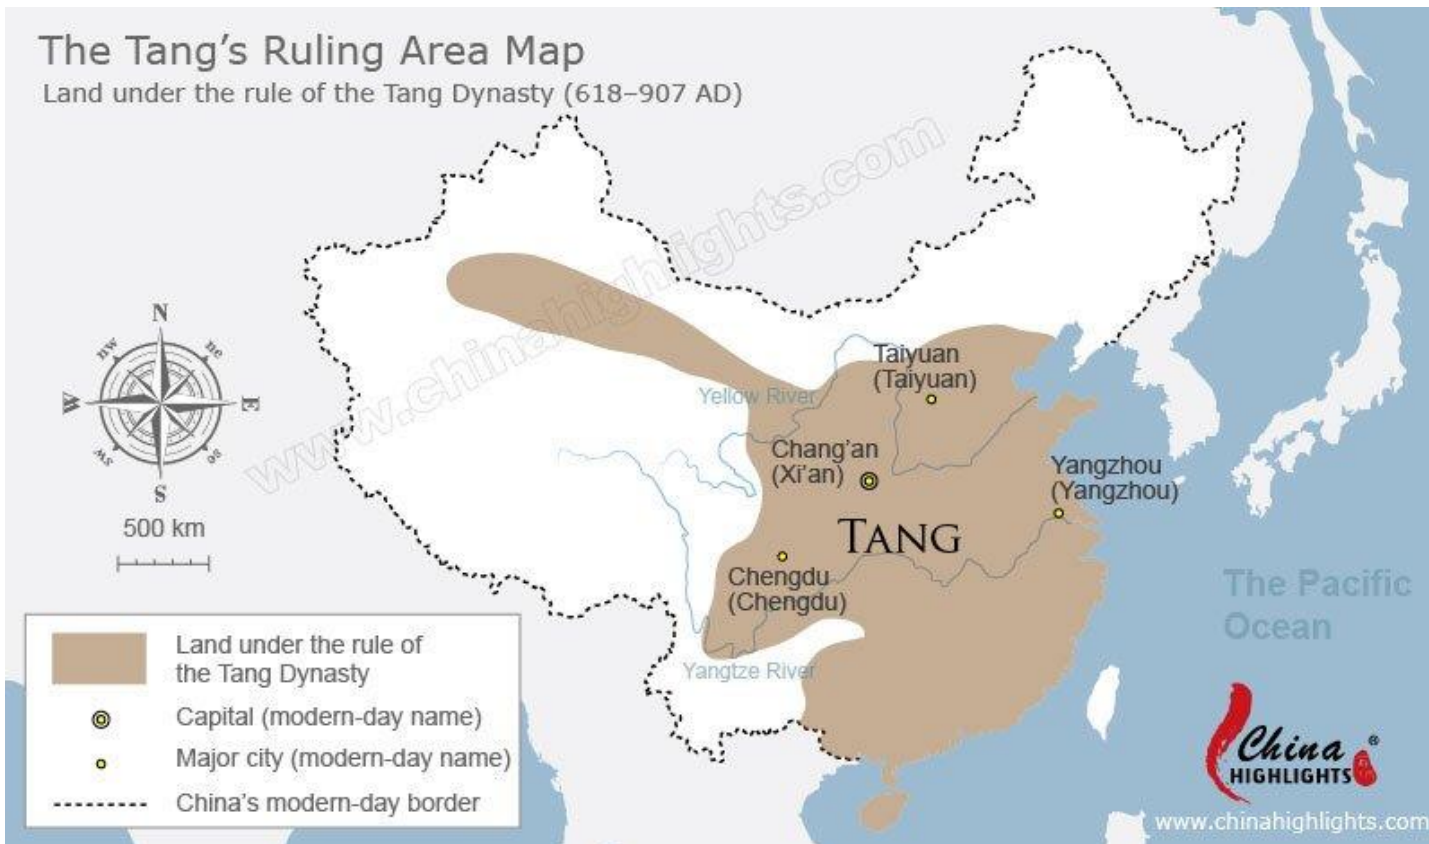 The Tang's Ruling Area Map
Land under the rule of the Tang Dynasty (618–907 AD)
www.chinahighlights.com
N
nw
ne
W
E
sw
se
S
500 km
Taiyuan
(Taiyuan)
Yellow River
Chang'an
(Xi'an)
Yangzhou
(Yangzhou)
TANG
Chengdu
(Chengdu)
Yangtze River
The Pacific
Ocean
Land under the rule of
the Tang Dynasty
Capital (modern-day name)
Major city (modern-day name)
China's modern-day border
China ®
HIGHLIGHTS
www.chinahighlights.com